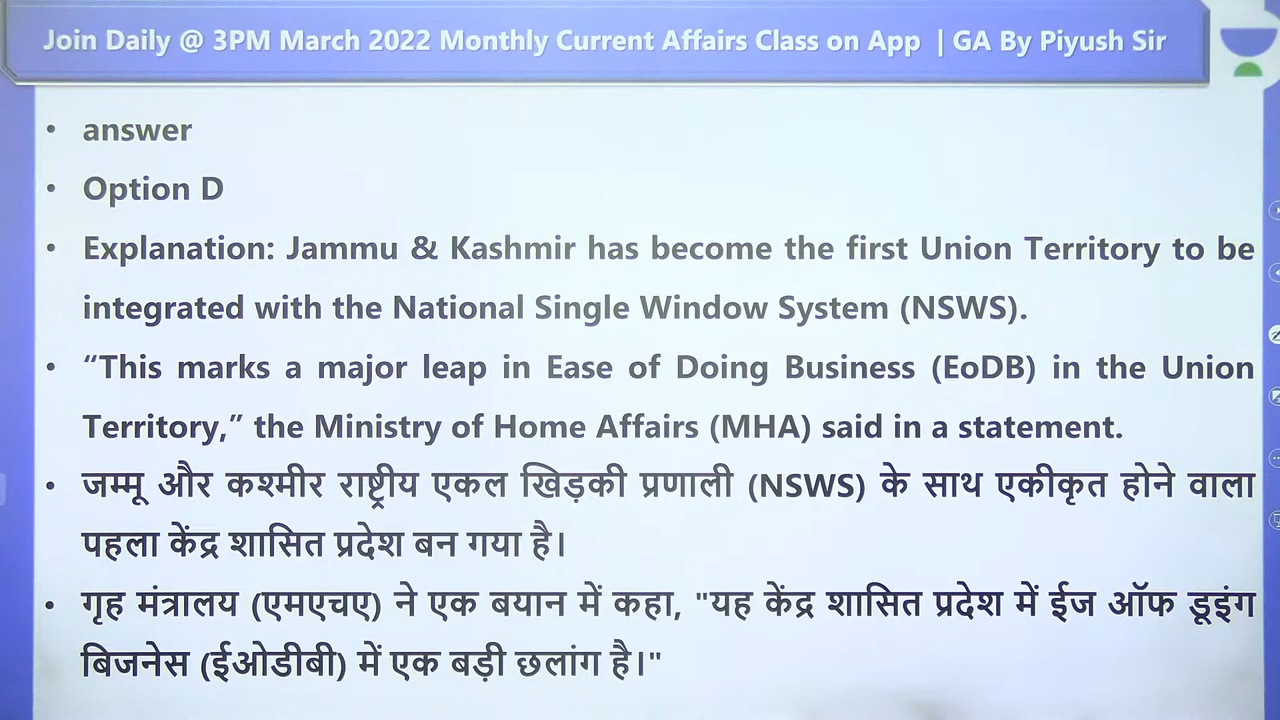 Join Daily @ 3PM March 2022 Monthly Current Affairs Class on App | GA By Piyush Sir
• answer
• Option D
• Explanation: Jammu & Kashmir has become the first Union Territory to be
integrated with the National Single Window System (NSWS).
• “This marks a major leap in Ease of Doing Business (EoDB) in the Union
Territory,” the Ministry of Home Affairs (MHA) said in a statement.
• जम्मू और कश्मीर राष्ट्रीय एकल खिड़की प्रणाली (NSWS) के साथ एकीकृत होने वाला
पहला केंद्र शासित प्रदेश बन गया है।
• गृह मंत्रालय (एमएचए) ने एक बयान में कहा, "यह केंद्र शासित प्रदेश में ईज ऑफ डूइंग
बिजनेस (ईओडीबी) में एक बड़ी छलांग है।"